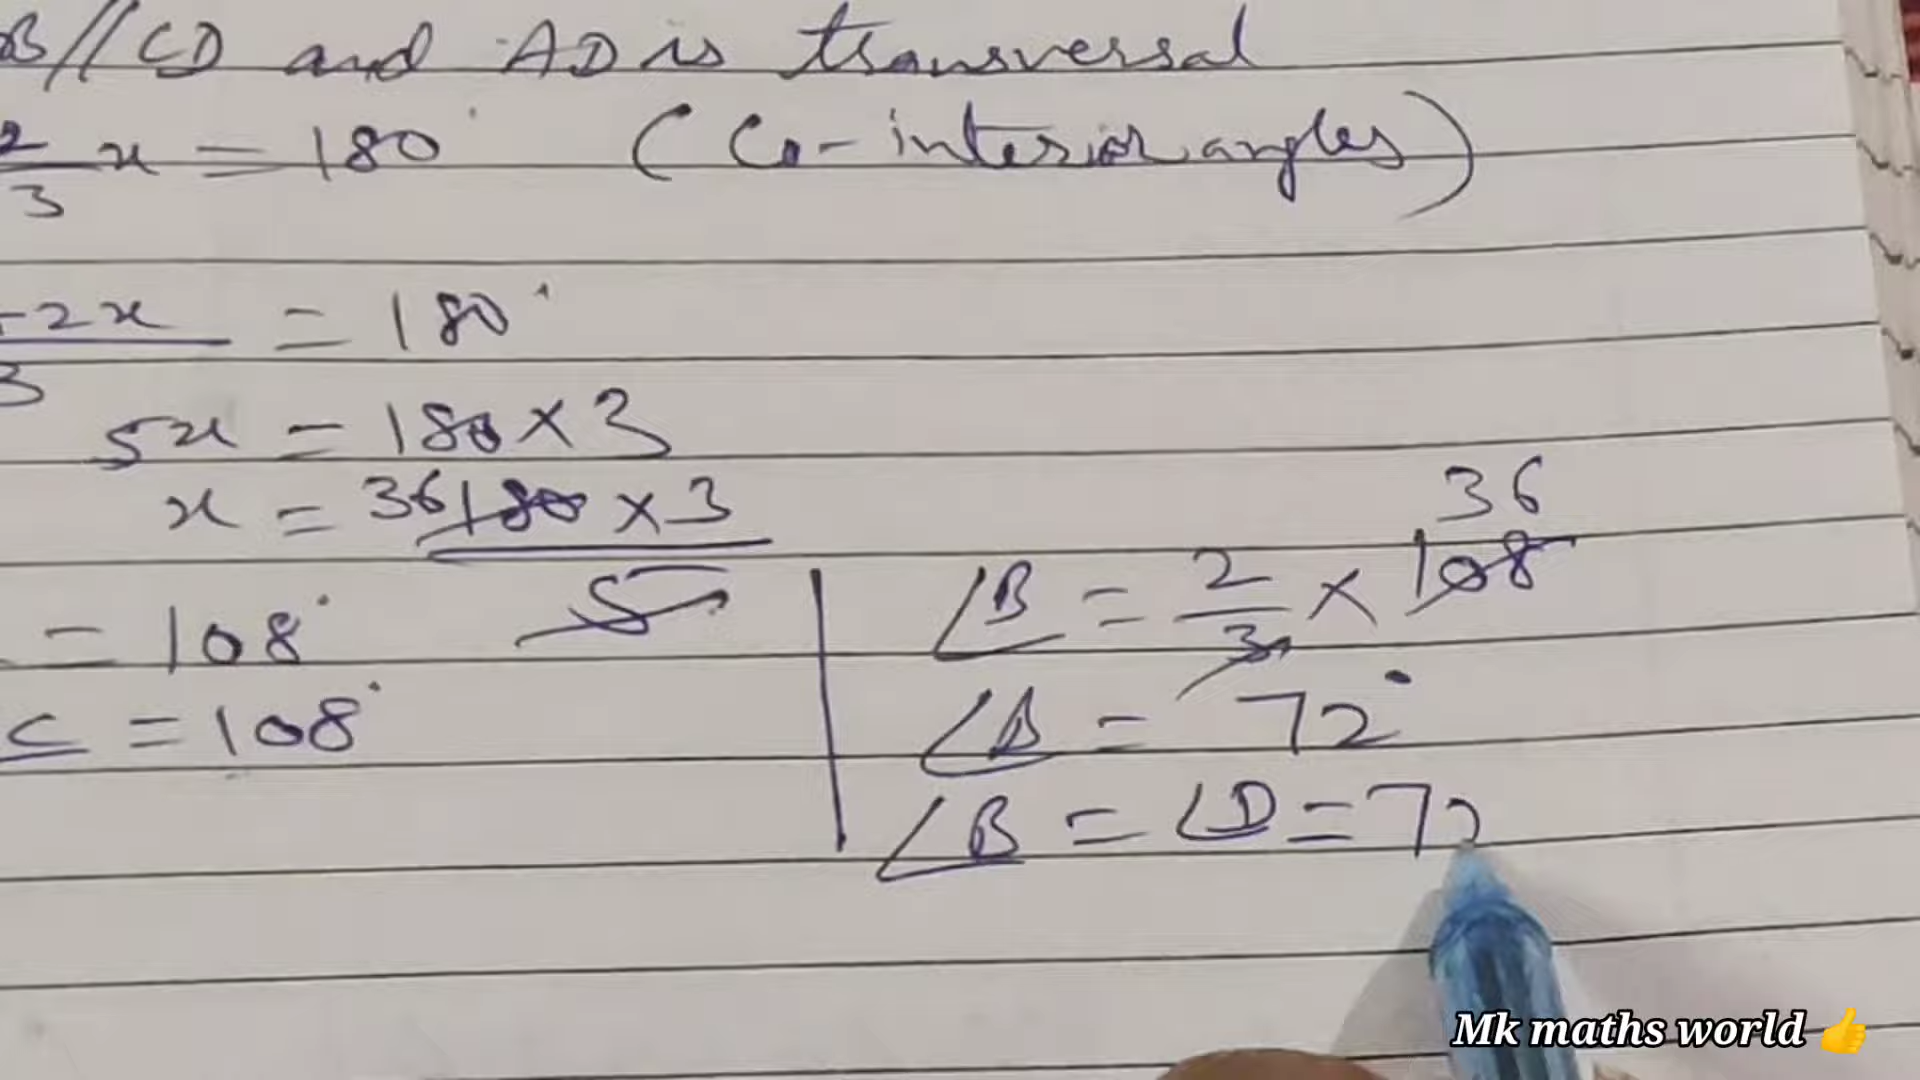 B//CD and AD is transversal
2/3 x = 180° (Co-interior angles)
+2x/3 = 180°
5x = 180×3
x = 36 180×3/5
= 108°
C = 108°
36
∠B = 2/3 × 108
∠B = 72°
∠B = ∠D = 72
Mk maths world 👍